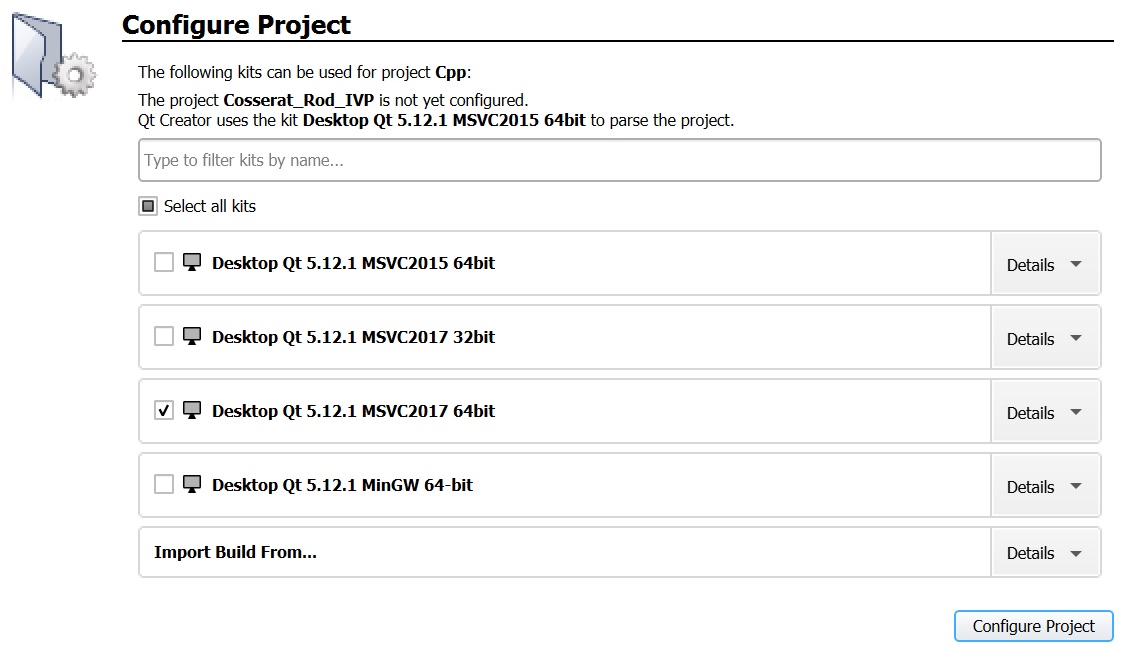 Configure Project
The following kits can be used for project Cpp:
The project Cosserat_Rod_IVP is not yet configured.
Qt Creator uses the kit Desktop Qt 5.12.1 MSVC2015 64bit to parse the project.
Type to filter kits by name...
Select all kits
Desktop Qt 5.12.1 MSVC2015 64bit Details
Desktop Qt 5.12.1 MSVC2017 32bit Details
Desktop Qt 5.12.1 MSVC2017 64bit Details
Desktop Qt 5.12.1 MinGW 64-bit Details
Import Build From... Details
Configure Project